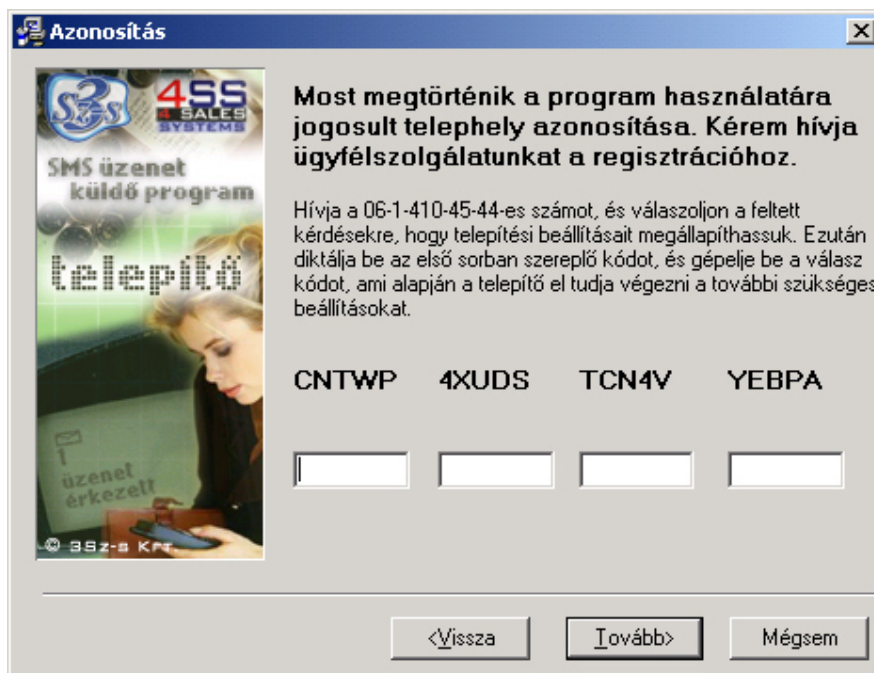 Azonosítás
4SS
4 SALES
SYSTEMS
SMS üzenet
küldő program
telepítő
1
üzenet
érkezett
© 3Sz-s Kft.
Most megtörténik a program használatára
jogosult telephely azonosítása. Kérem hívja
ügyfélszolgálatunkat a regisztrációhoz.
Hívja a 06-1-410-45-44-es számot, és válaszoljon a feltett
kérdésekre, hogy telepítési beállításait megállapíthassuk. Ezután
diktálja be az első sorban szereplő kódot, és gépelje be a válasz
kódot, ami alapján a telepítő el tudja végezni a további szükséges
beállításokat.
CNTWP 4XUDS TCN4V YEBPA
<Vissza Tovább> Mégsem